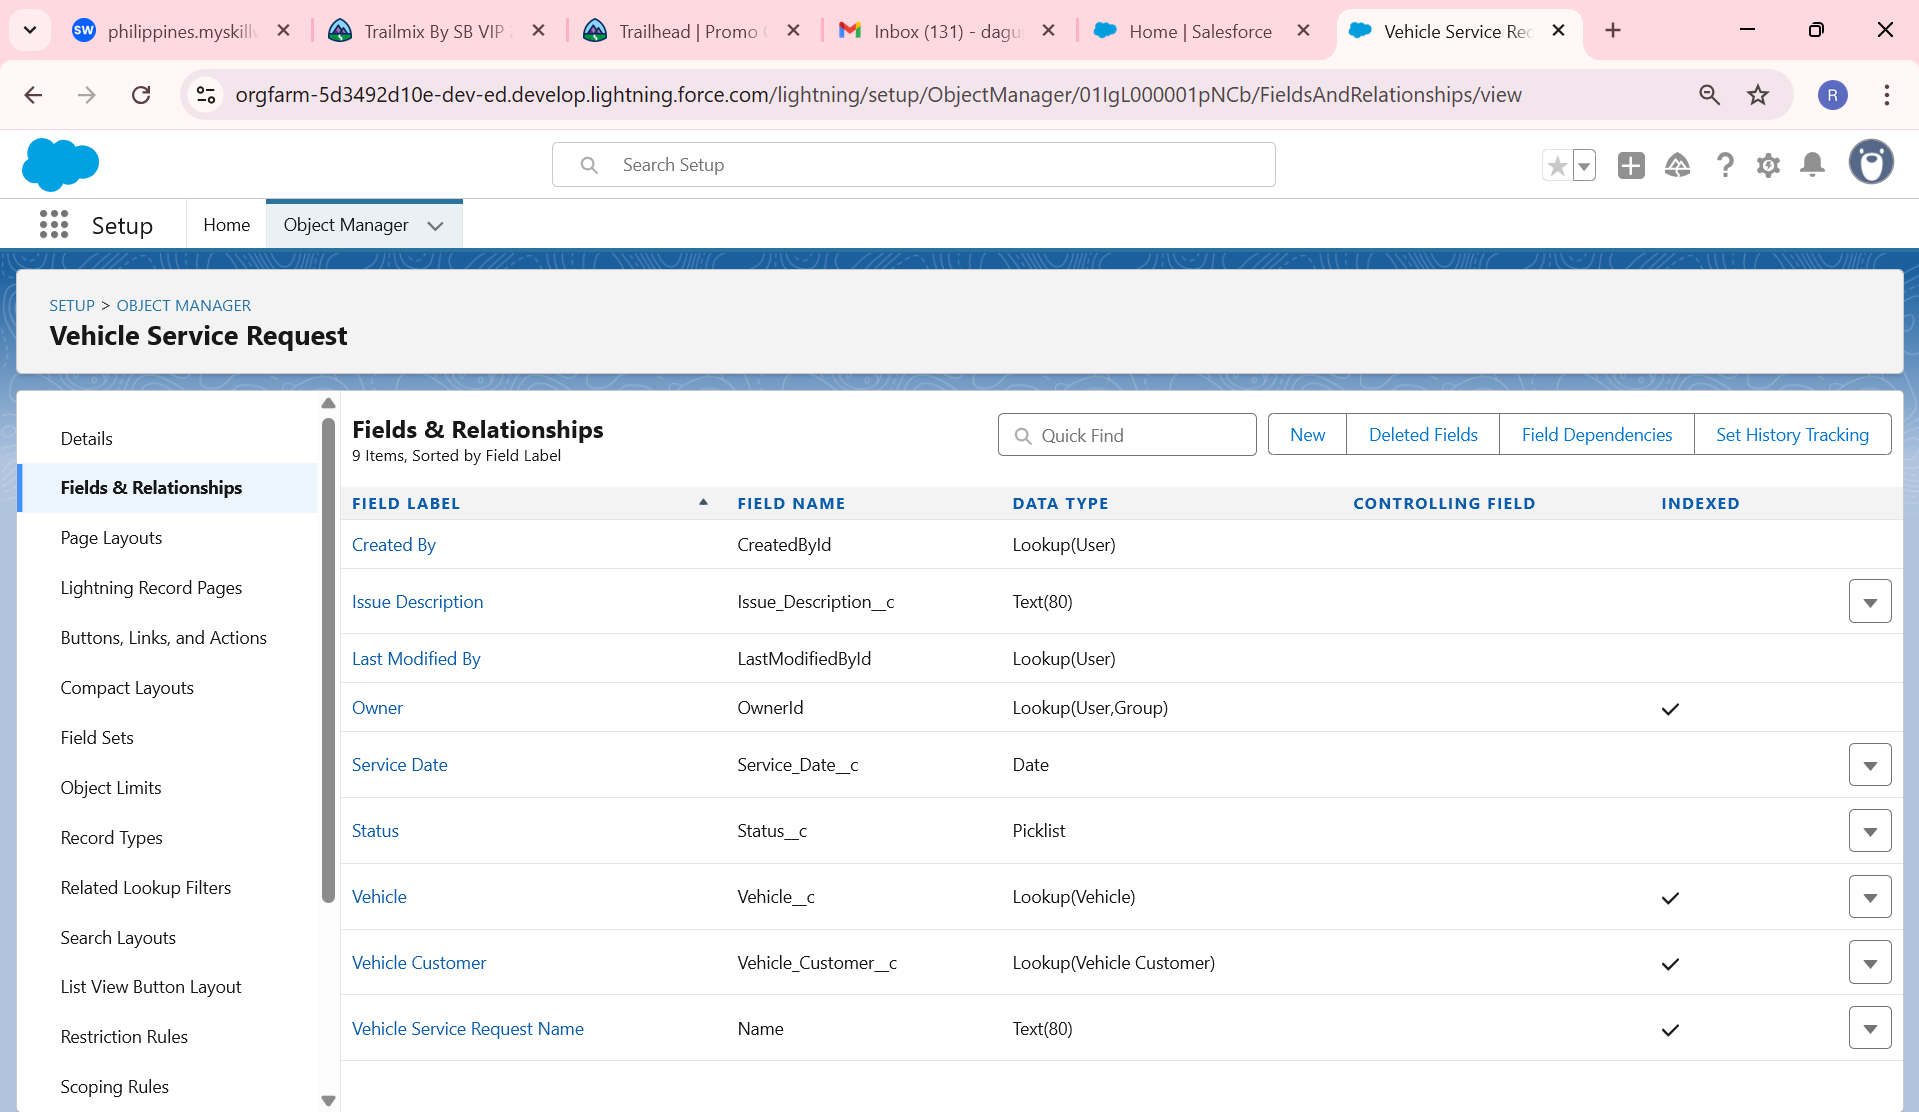 SW philippines.myskillw
Trailmix By SB VIP 2
Trailhead | Promo
Inbox (131) - dagu
Home | Salesforce
Vehicle Service Rec
orgfarm-5d3492d10e-dev-ed.develop.lightning.force.com/lightning/setup/ObjectManager/01IgL000001pNCb/FieldsAndRelationships/view
R
Search Setup
Setup
Home
Object Manager
SETUP > OBJECT MANAGER
Vehicle Service Request
Details
Fields & Relationships
Page Layouts
Lightning Record Pages
Buttons, Links, and Actions
Compact Layouts
Field Sets
Object Limits
Record Types
Related Lookup Filters
Search Layouts
List View Button Layout
Restriction Rules
Scoping Rules
Fields & Relationships
9 Items, Sorted by Field Label
Quick Find
New
Deleted Fields
Field Dependencies
Set History Tracking
FIELD LABEL FIELD NAME DATA TYPE CONTROLLING FIELD INDEXED
Created By CreatedById Lookup(User)
Issue Description Issue_Description__c Text(80)
Last Modified By LastModifiedById Lookup(User)
Owner OwnerId Lookup(User,Group)
Service Date Service_Date__c Date
Status Status__c Picklist
Vehicle Vehicle__c Lookup(Vehicle)
Vehicle Customer Vehicle_Customer__c Lookup(Vehicle Customer)
Vehicle Service Request Name Name Text(80)